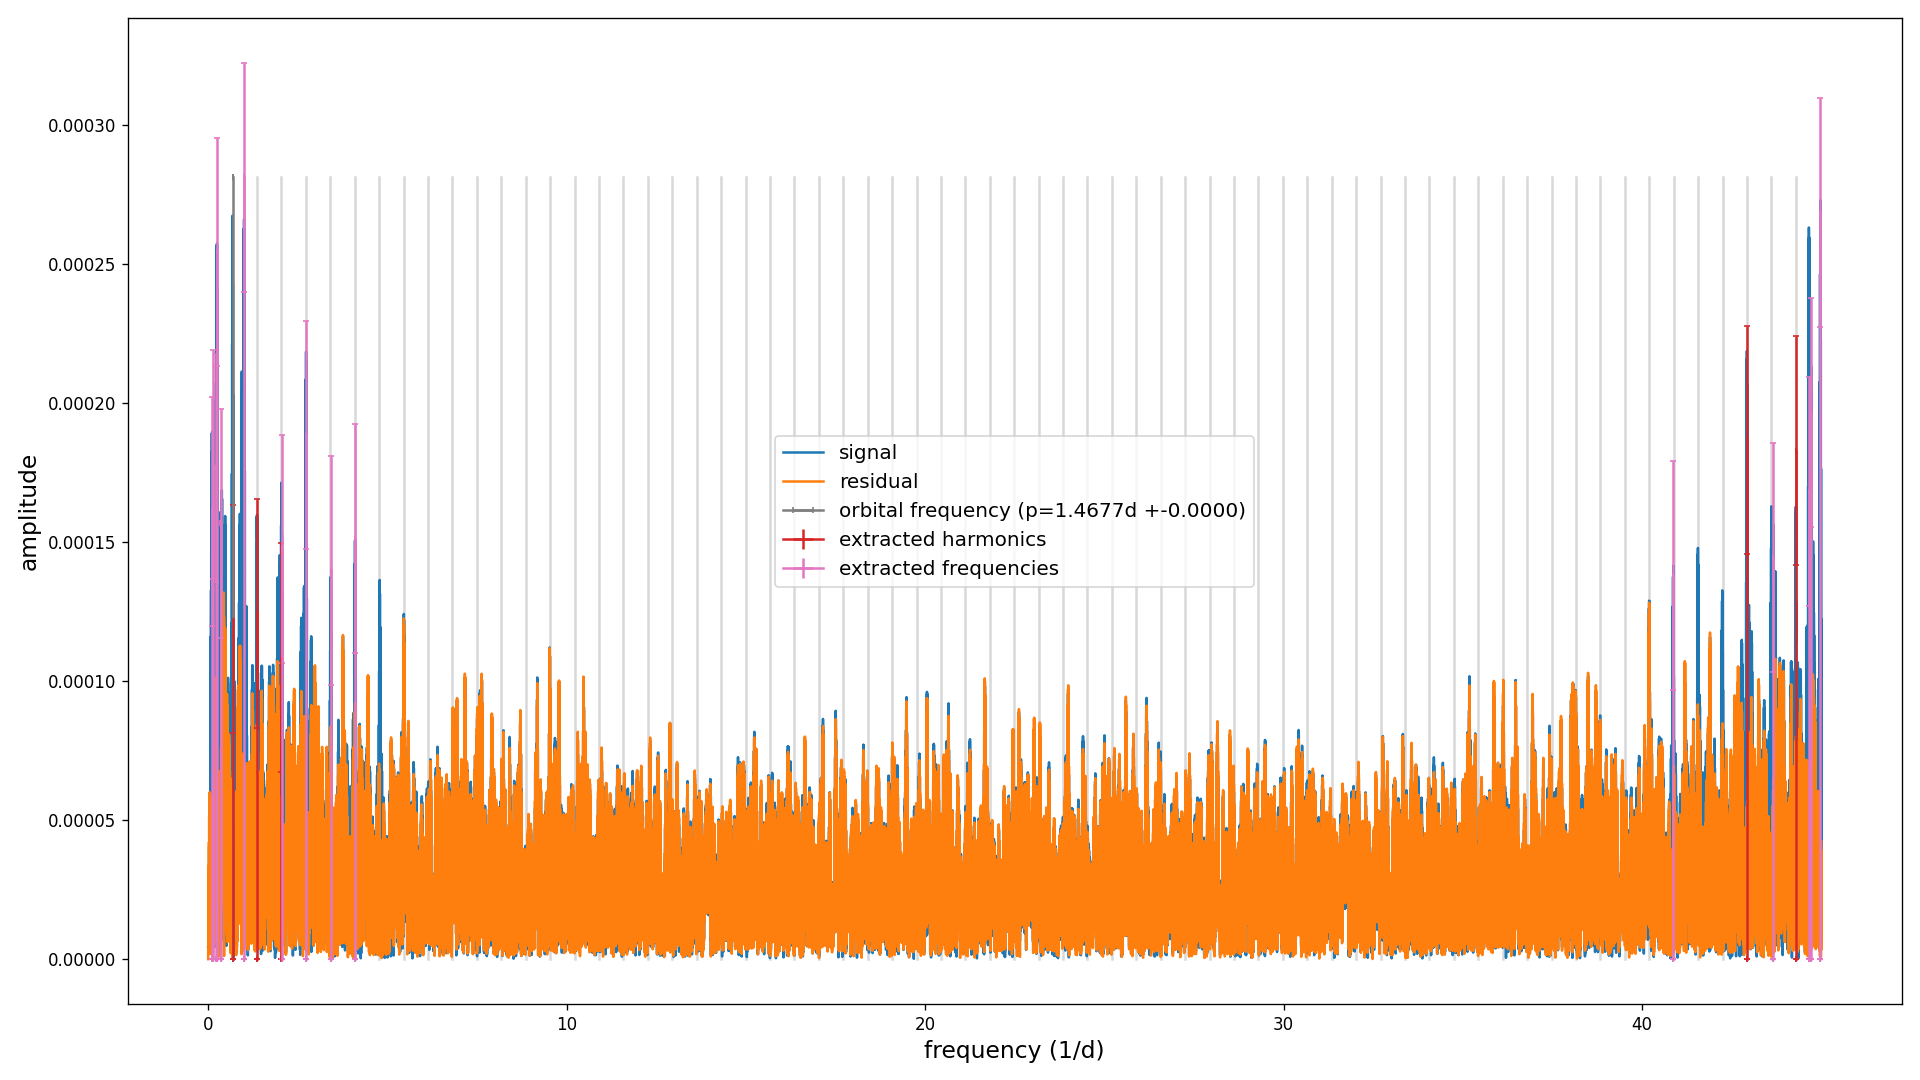 0.00030
0.00025
0.00020
0.00015
0.00010
0.00005
0.00000
amplitude
signal
residual
orbital frequency (p=1.4677d +-0.0000)
extracted harmonics
extracted frequencies
0 10 20 30 40
frequency (1/d)